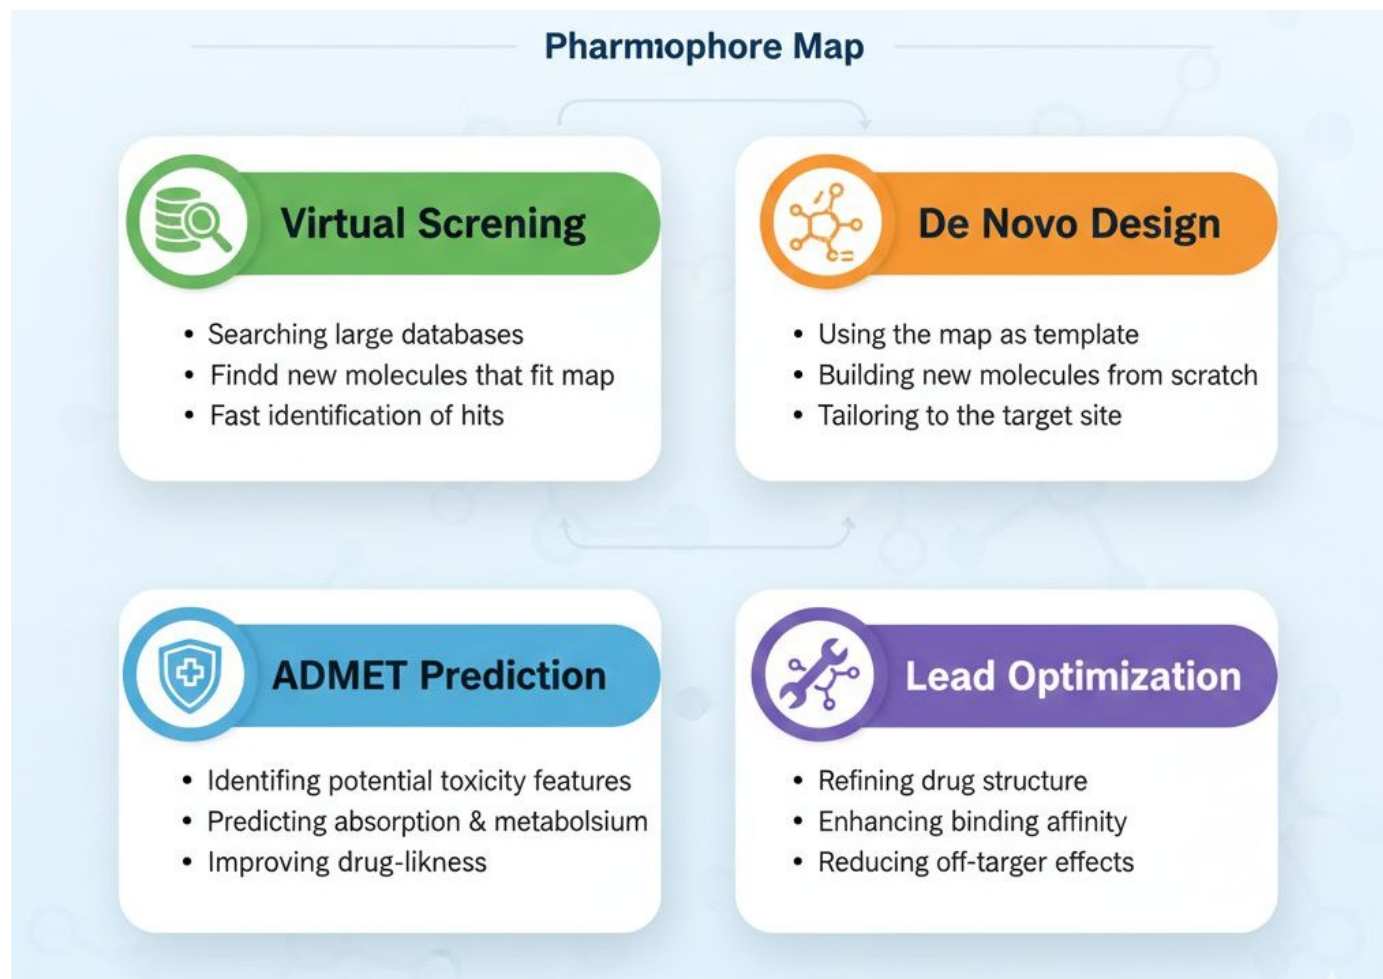 Pharmıophore Map
Virtual Screning
• Searching large databases
• Findd new molecules that fit map
• Fast identification of hits
De Novo Design
• Using the map as template
• Building new molecules from scratch
• Tailoring to the target site
ADMET Prediction
• Identifing potential toxicity features
• Predicting absorption & metabolsium
• Improving drug-likness
Lead Optimization
• Refining drug structure
• Enhancing binding affinity
• Reducing off-targer effects